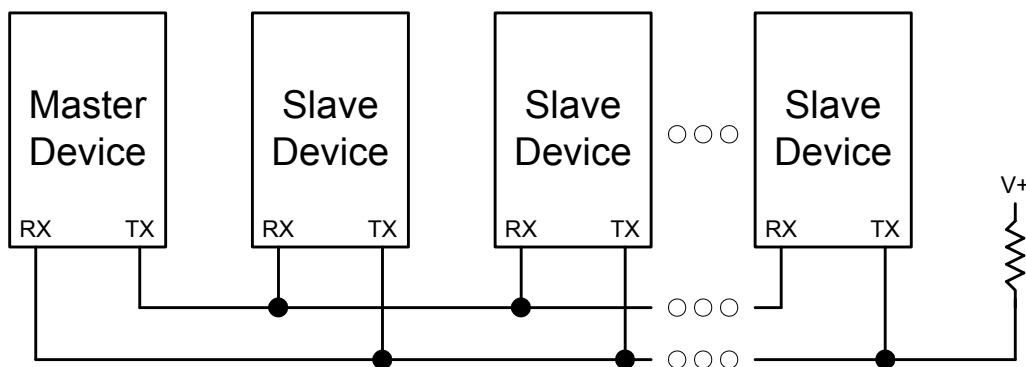 Master
Device
Slave
Device
Slave
Device
Slave
Device
V+
RX TX
RX TX
RX TX
RX TX